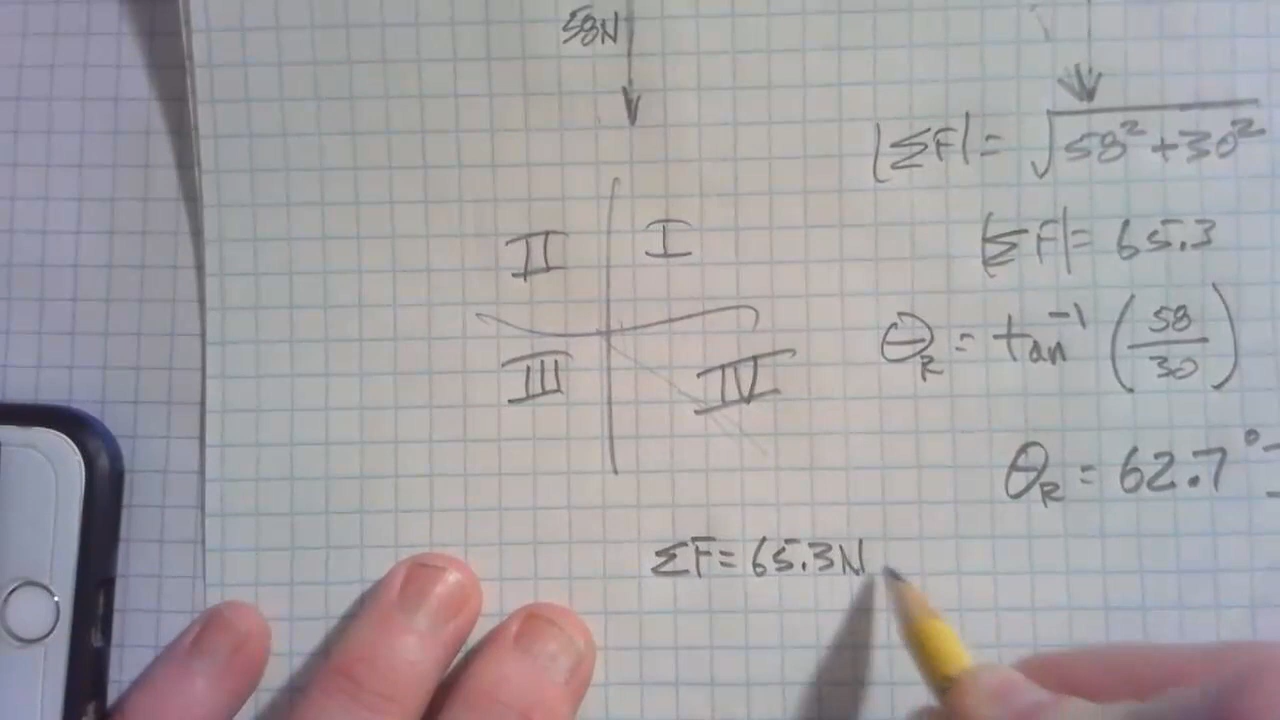 58N
|ΣF| = √58² + 30²
II I
|ΣF| = 65.3
θR = tan⁻¹ (58/30)
III IV
θR = 62.7°
ΣF = 65.3N